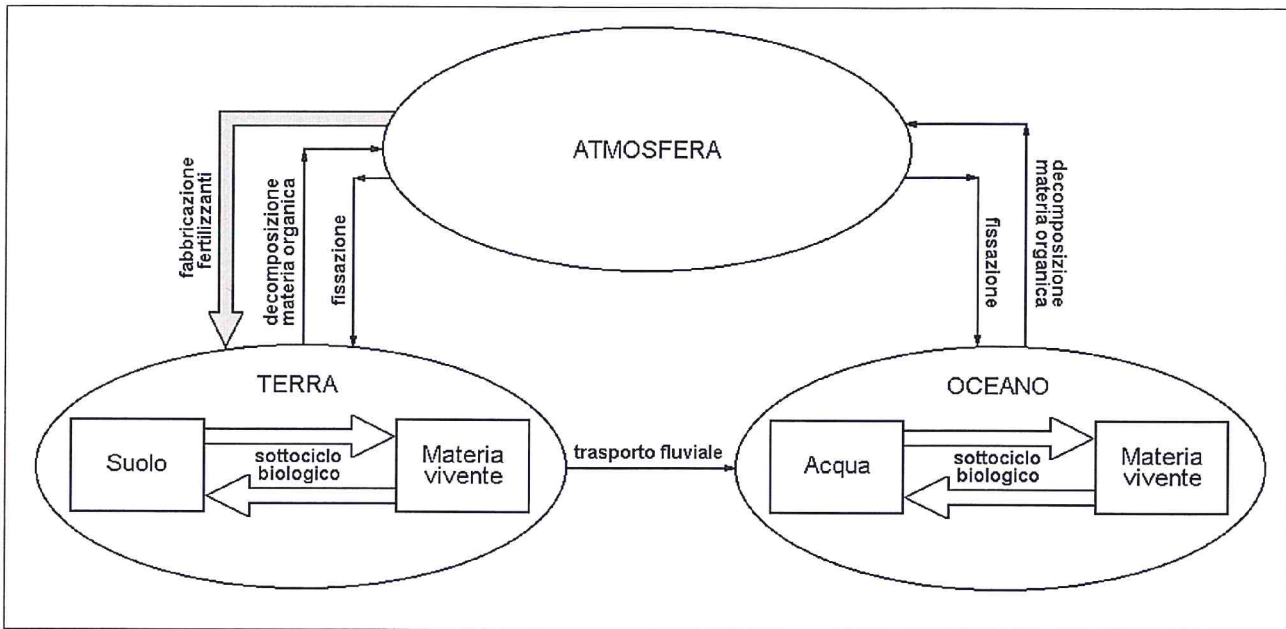 ATMOSFERA
fabbricazione
fertilizzanti
decomposizione
materia organica
fissazione
fissazione
decomposizione
materia organica
TERRA
Suolo
sottociclo
biologico
Materia
vivente
trasporto fluviale
OCEANO
Acqua
sottociclo
biologico
Materia
vivente